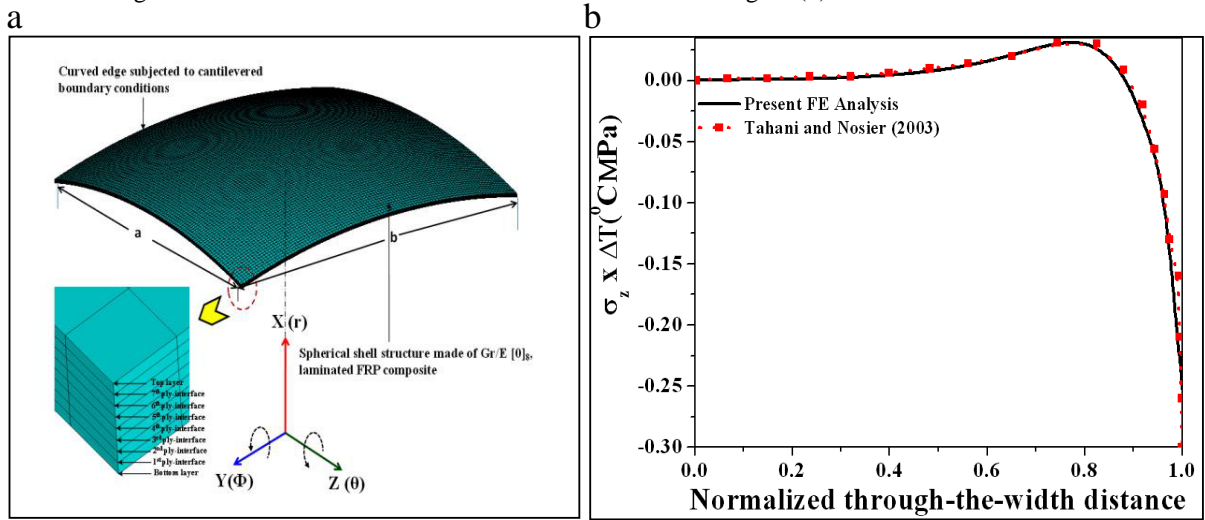 a
Curved edge subjected to cantilevered
boundary conditions
a
b
X (r)
Spherical shell structure made of Gr/E [0]₈,
laminated FRP composite
Top layer
7th ply-interface
6th ply-interface
5th ply-interface
4th ply-interface
3rd ply-interface
2nd ply-interface
1st ply-interface
Bottom layer
Y(Φ)
Z (θ)
b
0.00
-0.05
-0.10
-0.15
-0.20
-0.25
-0.30
σz x ΔT(⁰CMPa)
Present FE Analysis
Tahani and Nosier (2003)
0.0 0.2 0.4 0.6 0.8 1.0
Normalized through-the-width distance